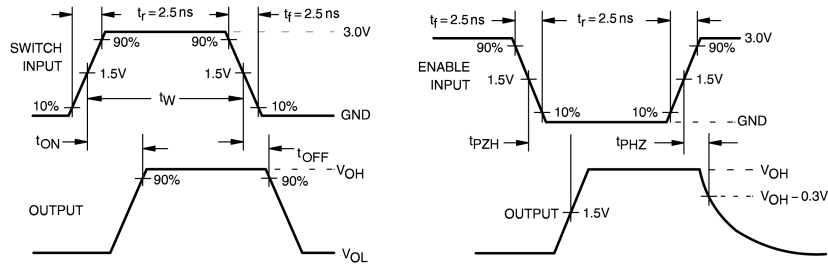 tr = 2.5 ns
tf = 2.5 ns
SWITCH
INPUT
90%
90%
3.0V
1.5V
1.5V
tW
10%
10%
GND
tON
tOFF
90%
90%
VOH
OUTPUT
VOL
tf = 2.5 ns
tr = 2.5 ns
3.0V
90%
90%
ENABLE
INPUT
1.5V
1.5V
10%
10%
GND
tPZH
tPHZ
VOH
VOH – 0.3V
OUTPUT
1.5V